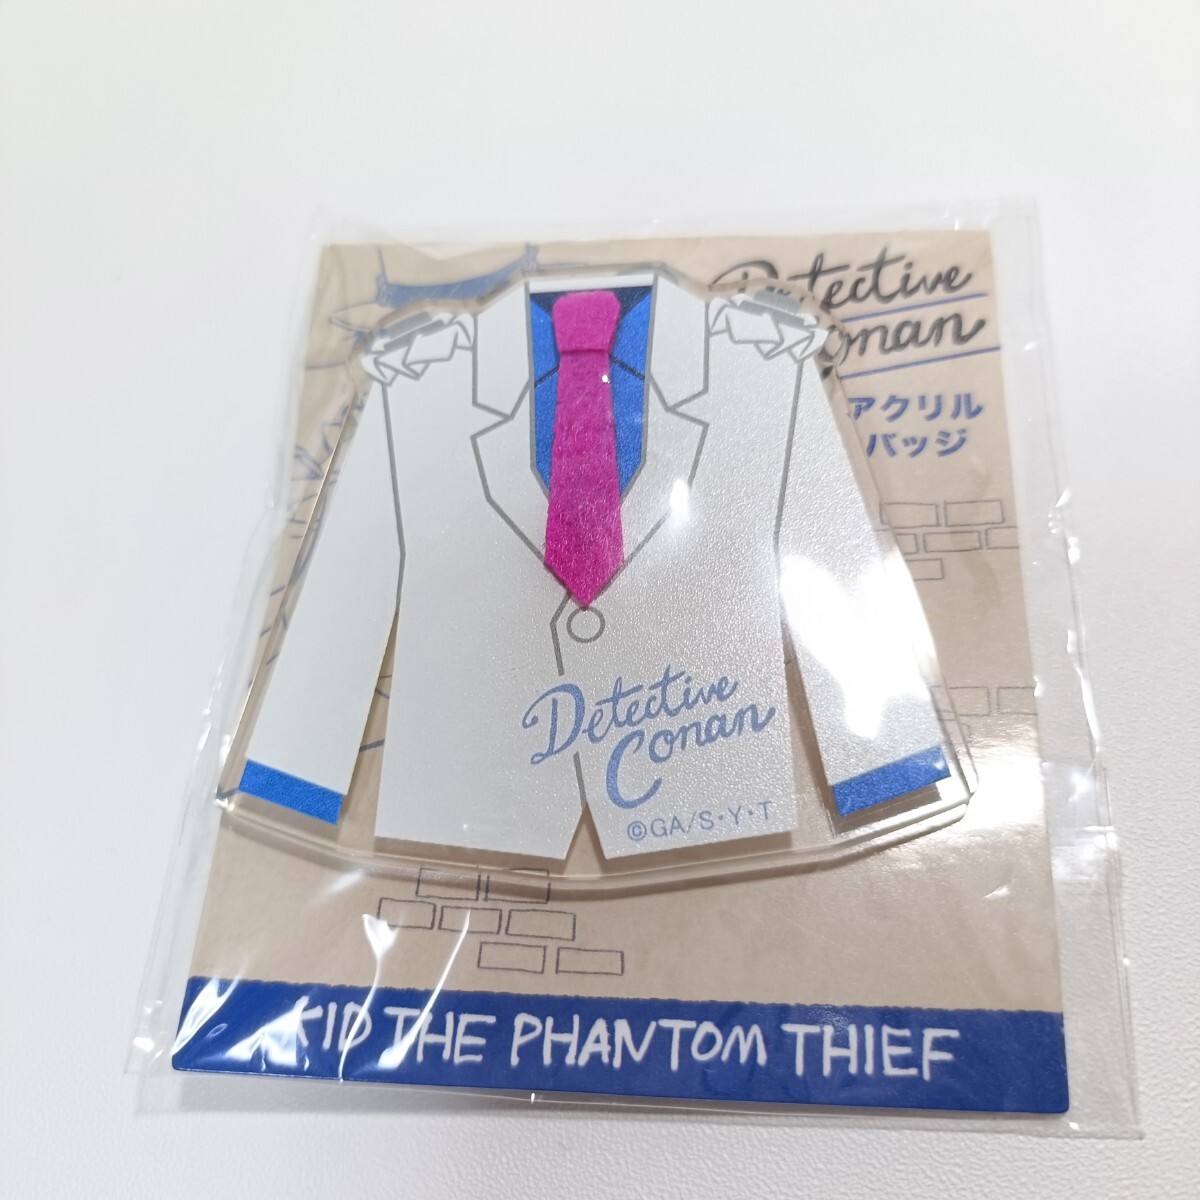 Detective
Conan
アクリル
バッジ
Detective
Conan
©GA/S・Y・T
KID THE PHANTOM THIEF